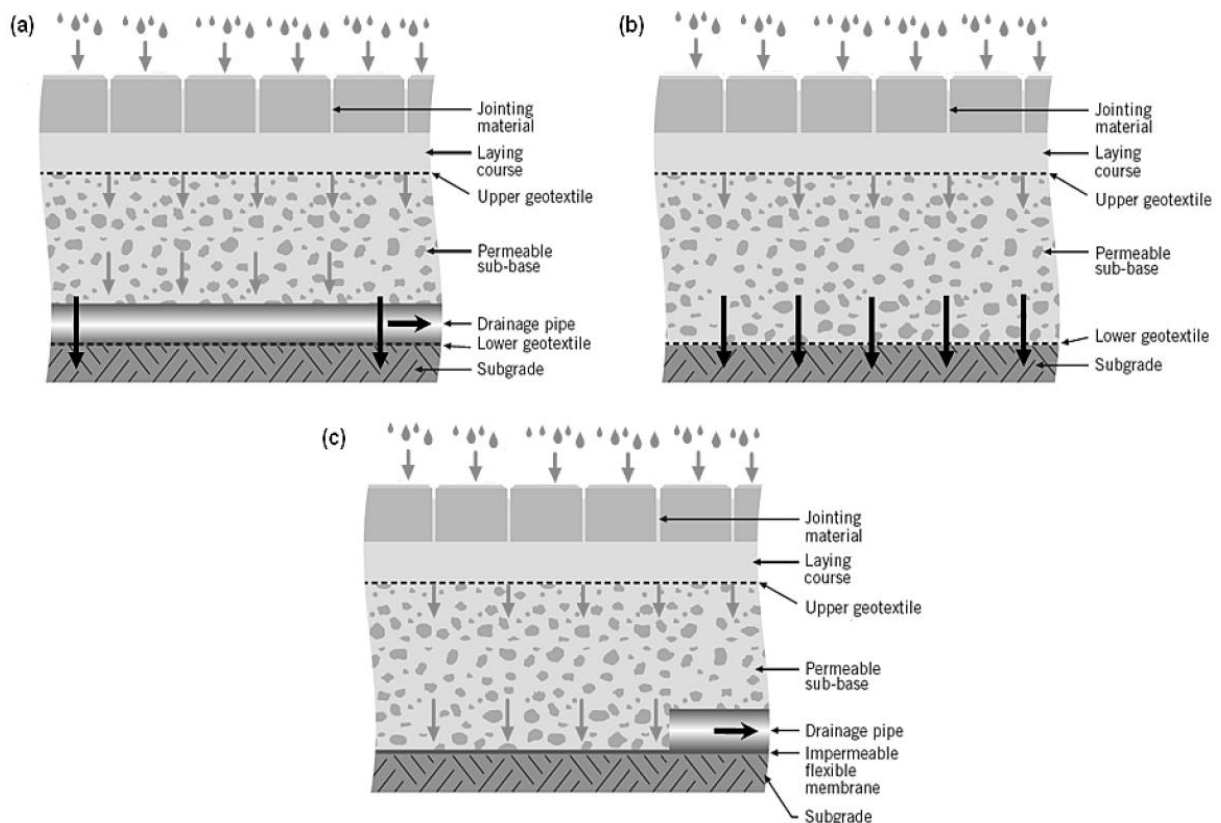 (a)
Jointing
material
Laying
course
Upper geotextile
Permeable
sub-base
Drainage pipe
Lower geotextile
Subgrade
(b)
Jointing
material
Laying
course
Upper geotextile
Permeable
sub-base
Lower geotextile
Subgrade
(c)
Jointing
material
Laying
course
Upper geotextile
Permeable
sub-base
Drainage pipe
Impermeable
flexible
membrane
Subgrade